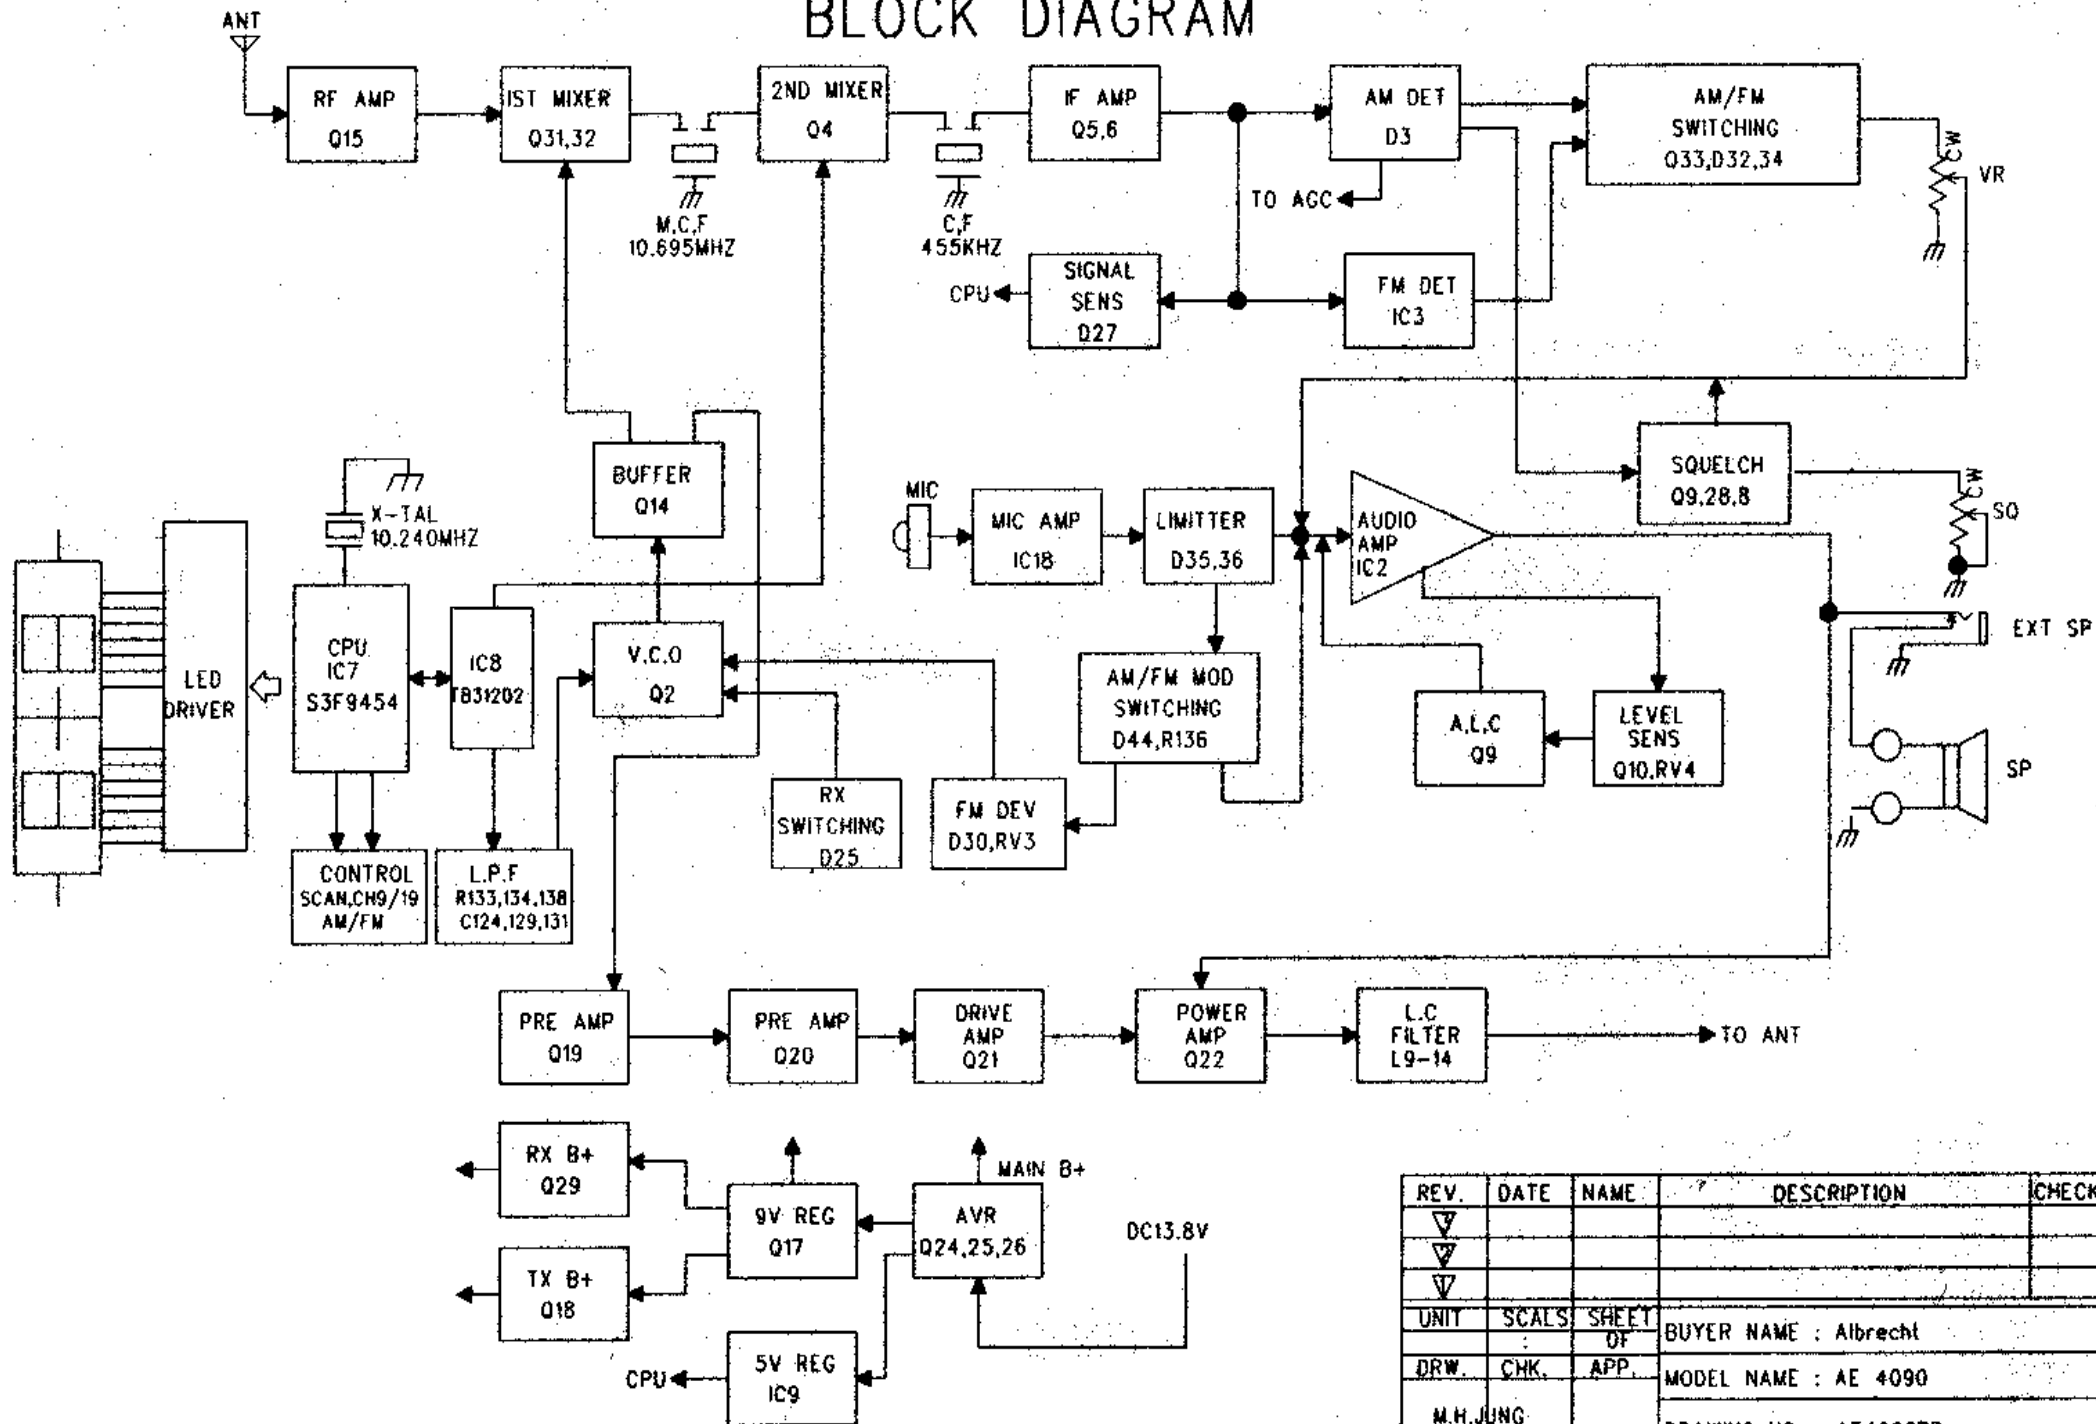 BLOCK DIAGRAM
ANT
RF AMP
Q15
IST MIXER
Q31,32
M,C,F
10.695MHZ
2ND MIXER
Q4
C,F
455KHZ
IF AMP
Q5,6
AM DET
D3
TO AGC
AM/FM
SWITCHING
Q33,D32,34
CW
VR
CPU
SIGNAL
SENS
D27
FM DET
IC3
BUFFER
Q14
X-TAL
10.240MHZ
MIC
MIC AMP
IC18
LIMITTER
D35,36
AUDIO
AMP
IC2
SQUELCH
Q9,28,8
CW
SQ
EXT SP
SP
LED
DRIVER
CPU
IC7
S3F9454
IC8
TB31202
V,C,O
Q2
AM/FM MOD
SWITCHING
D44,R136
A,L,C
Q9
LEVEL
SENS
Q10,RV4
RX
SWITCHING
D25
FM DEV
D30,RV3
CONTROL
SCAN,CH9/19
AM/FM
L.P.F
R133,134,138
C124,129,131
PRE AMP
Q19
PRE AMP
Q20
DRIVE
AMP
Q21
POWER
AMP
Q22
L.C
FILTER
L9-14
TO ANT
RX B+
Q29
TX B+
Q18
9V REG
Q17
MAIN B+
AVR
Q24,25,26
DC13.8V
CPU
5V REG
IC9
REV. DATE NAME DESCRIPTION CHECK
3
2
1
UNIT SCALS SHEET
: OF
BUYER NAME : Albrecht
DRW. CHK. APP.
MODEL NAME : AE 4090
M.H.JUNG